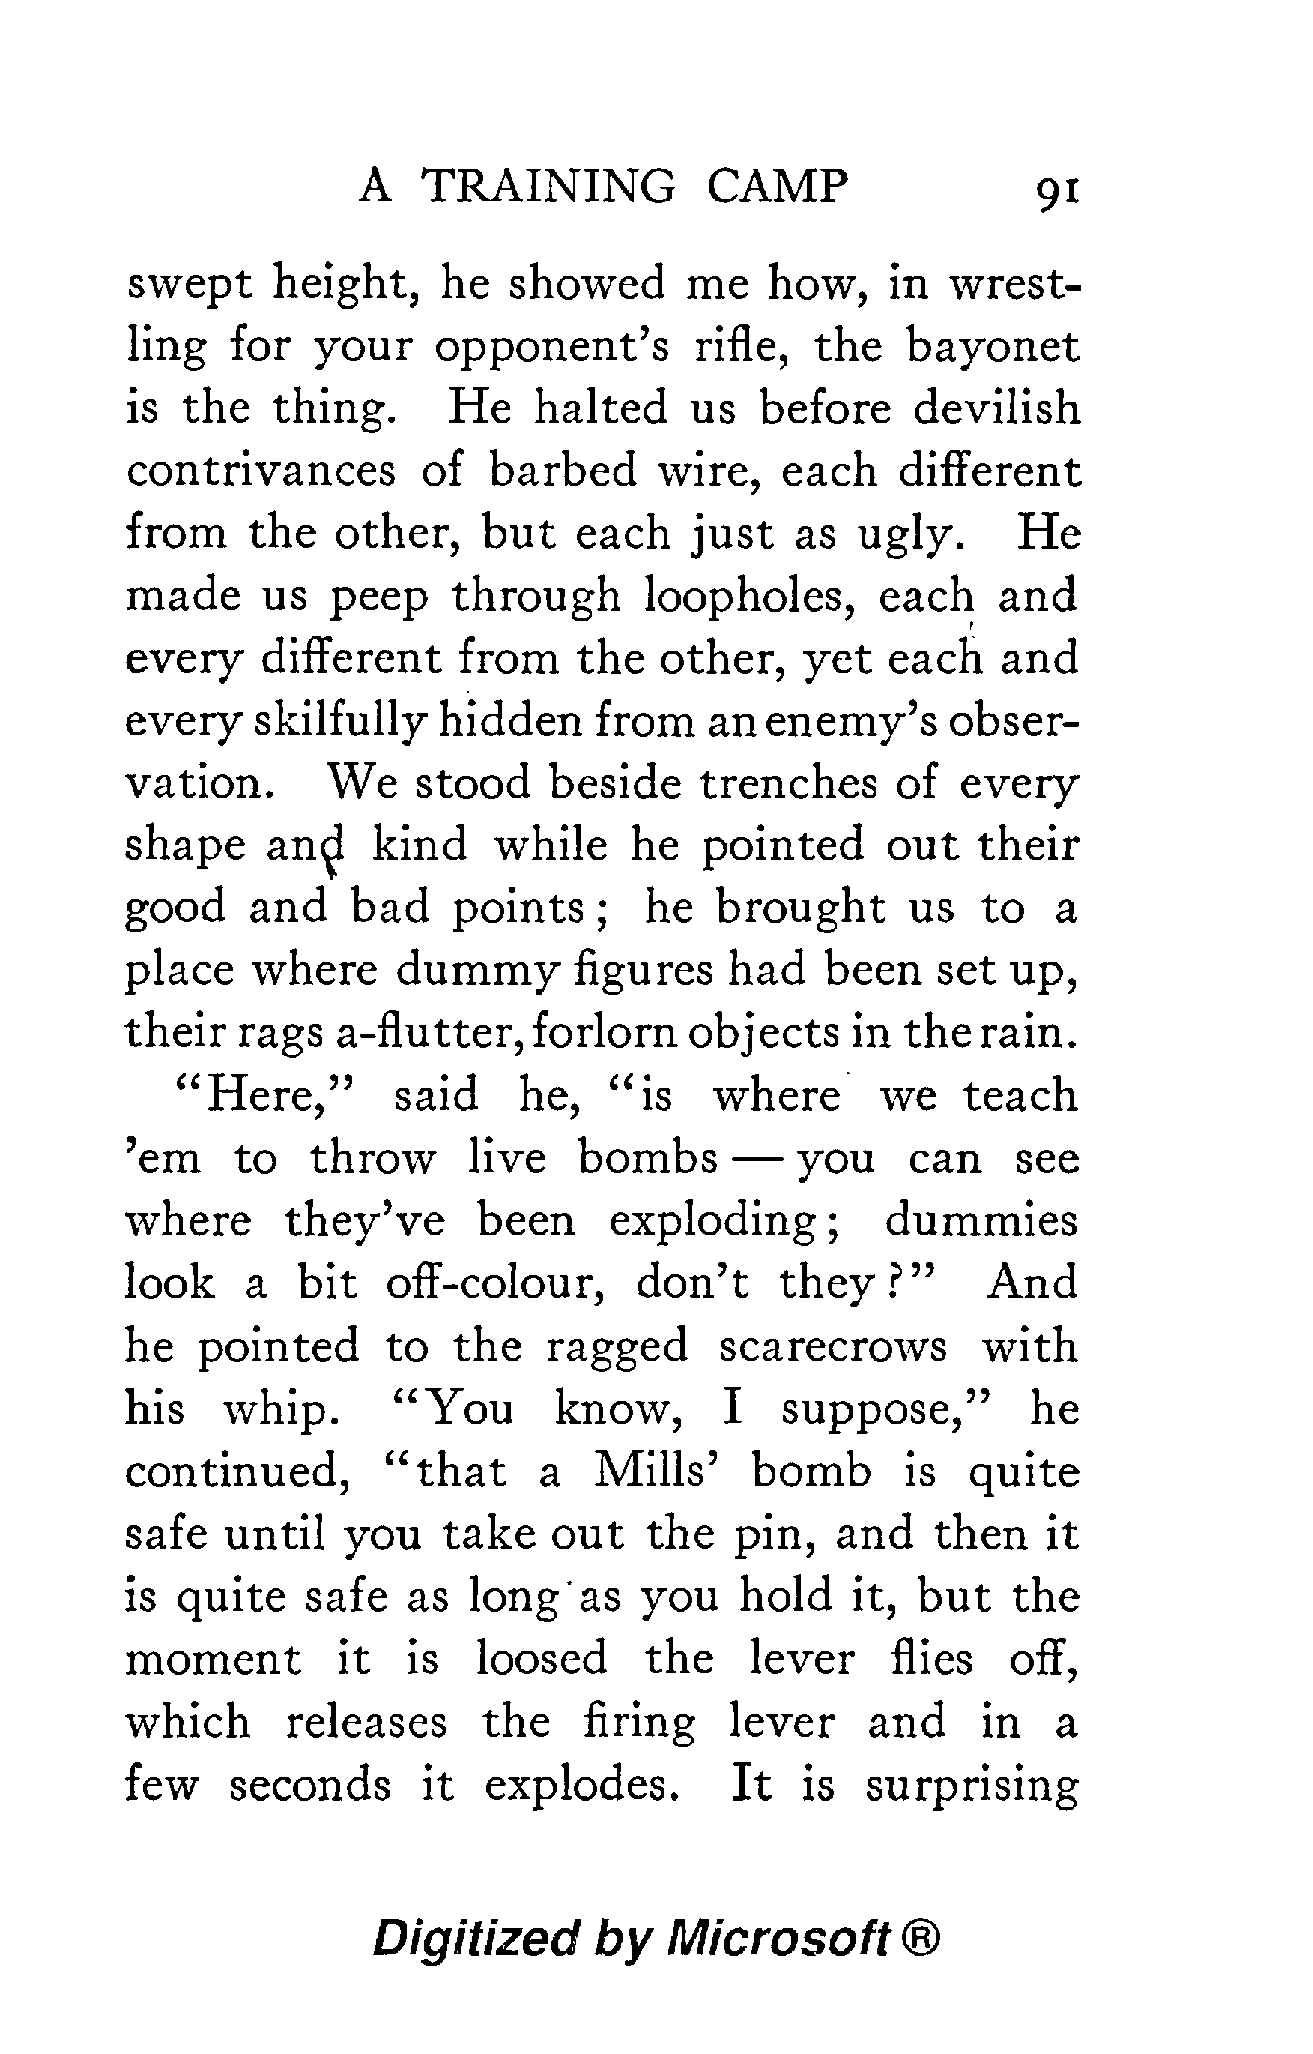 A TRAINING CAMP 91
swept height, he showed me how, in wrest-
ling for your opponent's rifle, the bayonet
is the thing. He halted us before devilish
contrivances of barbed wire, each different
from the other, but each just as ugly. He
made us peep through loopholes, each and
every different from the other, yet each and
every skilfully hidden from an enemy's obser-
vation. We stood beside trenches of every
shape and kind while he pointed out their
good and bad points; he brought us to a
place where dummy figures had been set up,
their rags a-flutter, forlorn objects in the rain.
"Here," said he, "is where we teach
'em to throw live bombs — you can see
where they've been exploding; dummies
look a bit off-colour, don't they?" And
he pointed to the ragged scarecrows with
his whip. "You know, I suppose," he
continued, "that a Mills' bomb is quite
safe until you take out the pin, and then it
is quite safe as long as you hold it, but the
moment it is loosed the lever flies off,
which releases the firing lever and in a
few seconds it explodes. It is surprising
Digitized by Microsoft ®